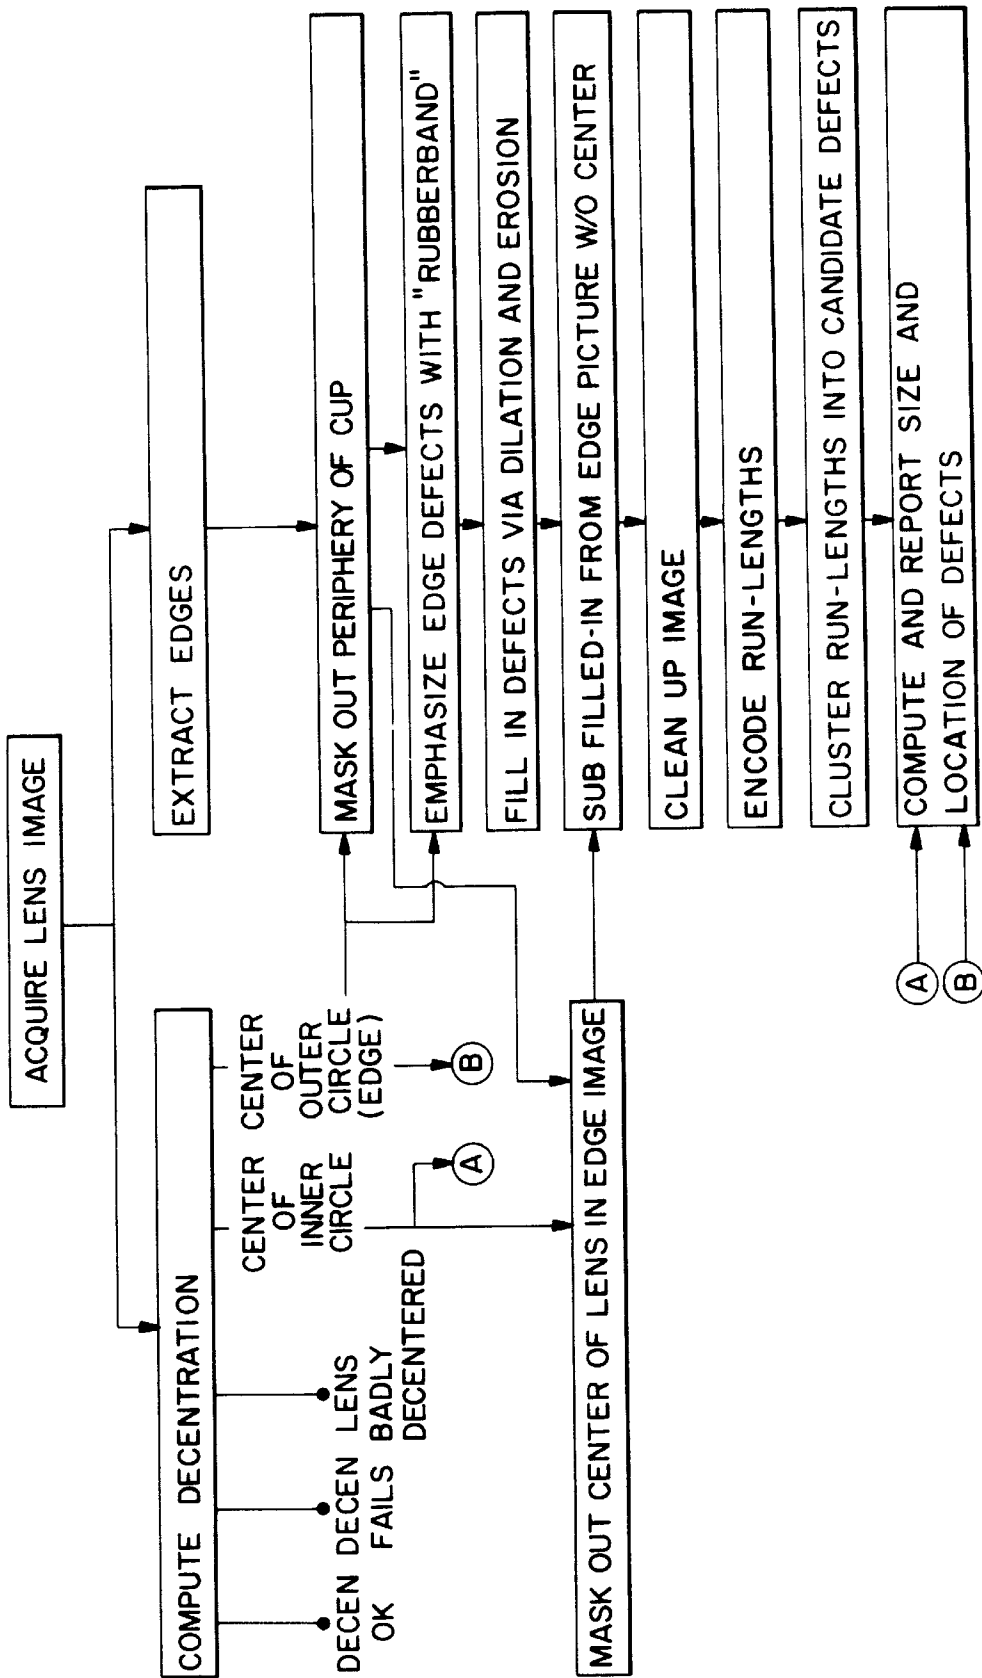 ACQUIRE LENS IMAGE
COMPUTE DECENTRATION
EXTRACT EDGES
DECEN
OK
DECEN
FAILS
LENS
BADLY
DECENTERED
CENTER
OF
INNER
CIRCLE
CENTER
OF
OUTER
CIRCLE
(EDGE)
A
B
MASK OUT PERIPHERY OF CUP
EMPHASIZE EDGE DEFECTS WITH "RUBBERBAND"
FILL IN DEFECTS VIA DILATION AND EROSION
MASK OUT CENTER OF LENS IN EDGE IMAGE
SUB FILLED-IN FROM EDGE PICTURE W/O CENTER
CLEAN UP IMAGE
ENCODE RUN-LENGTHS
CLUSTER RUN-LENGTHS INTO CANDIDATE DEFECTS
A
B
COMPUTE AND REPORT SIZE AND
LOCATION OF DEFECTS